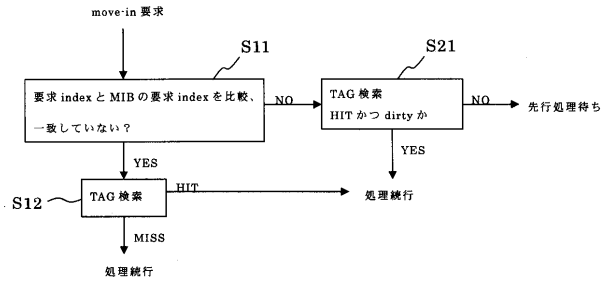 move-in 要求
S11
S21
要求 index と MIB の要求 index を比較、
一致していない？
NO
TAG 検索
HIT かつ dirty か
NO
先行処理待ち
YES
YES
S12
TAG 検索
HIT
処理続行
MISS
処理続行